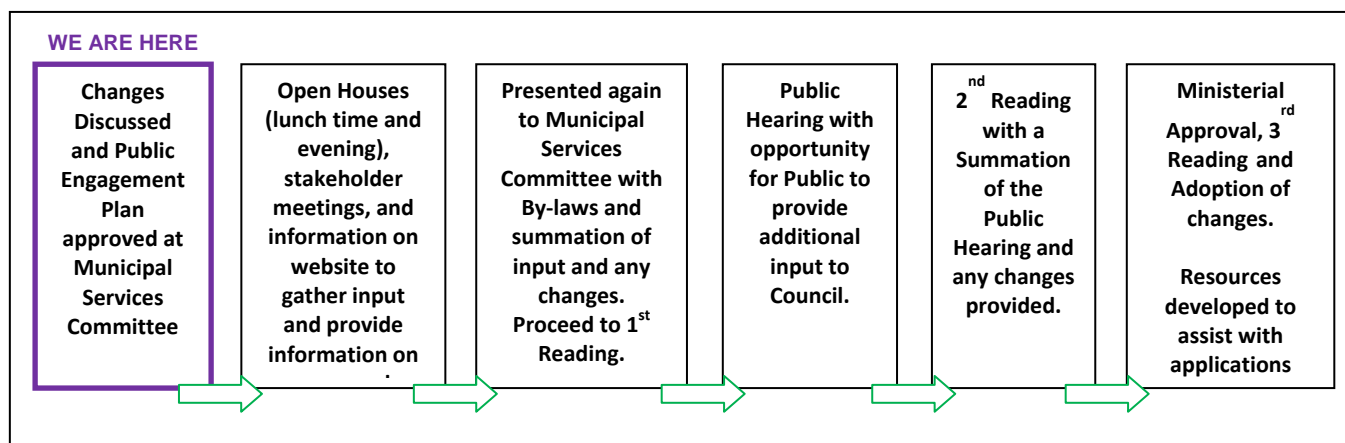 WE ARE HERE
Changes
Discussed
and Public
Engagement
Plan
approved at
Municipal
Services
Committee
Open Houses
(lunch time and
evening),
stakeholder
meetings, and
information on
website to
gather input
and provide
information on
Presented again
to Municipal
Services
Committee with
By-laws and
summation of
input and any
changes.
Proceed to 1st
Reading.
Public
Hearing with
opportunity
for Public to
provide
additional
input to
Council.
2nd Reading
with a
Summation
of the
Public
Hearing and
any changes
provided.
Ministerial
Approval, 3rd
Reading and
Adoption of
changes.
Resources
developed to
assist with
applications